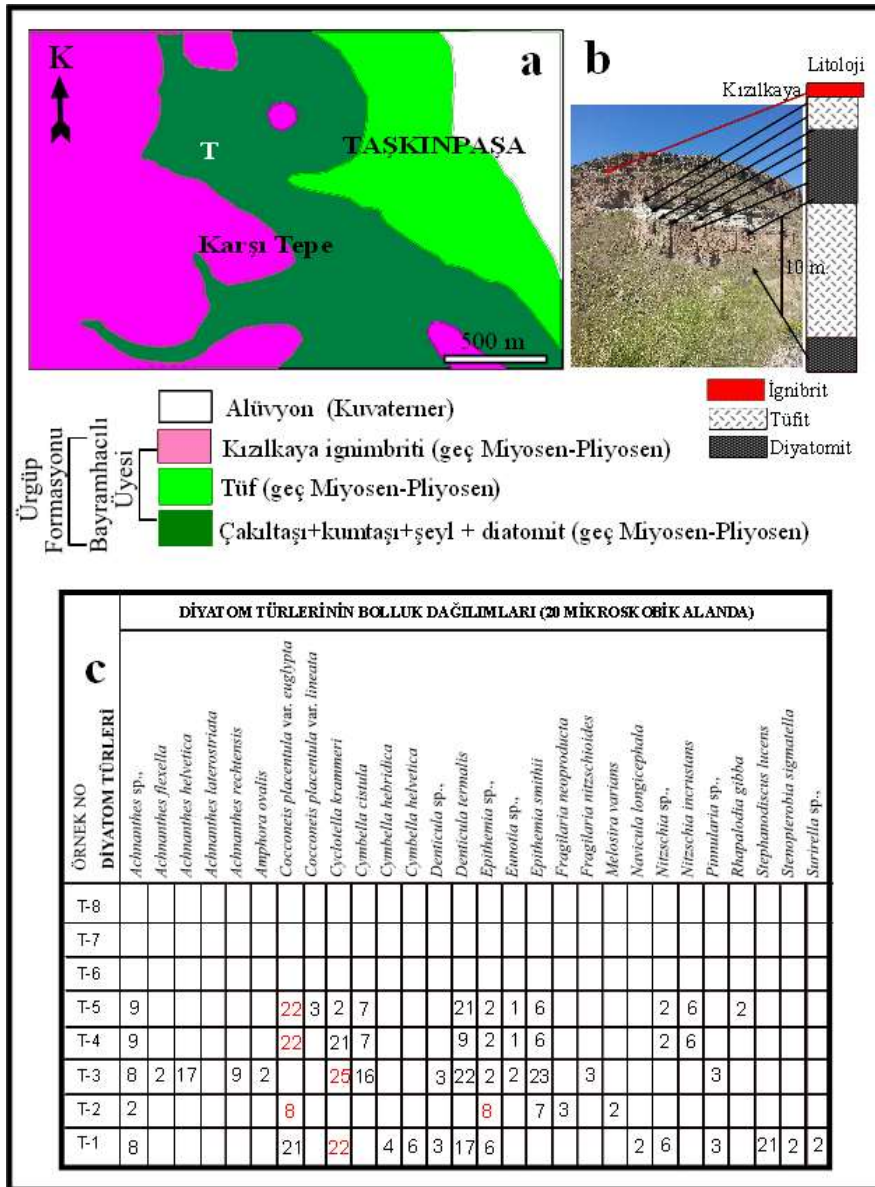 K
a
TAŞKINPAŞA
T
Karşı Tepe
500 m
b
Litoloji
Kızılkaya
10 m
İgnibrit
Tüfit
Diyatomit
Ürgüp
Formasyonu
Bayramhacılı
Üyesi
Alüvyon (Kuvaterner)
Kızılkaya ignimbriti (geç Miyosen-Pliyosen)
Tüf (geç Miyosen-Pliyosen)
Çakıltaşı+kumtaşı+şeyl + diatomit (geç Miyosen-Pliyosen)
c
DİYATOM TÜRLERİNİN BOLLUK DAĞILIMLARI (20 MİKROSKOBİK ALANDA)
ÖRNEK NO
DİYATOM TÜRLERİ
Achnanthes sp.,
Achnanthes flexella
Achnanthes helvetica
Achnanthes laterostriata
Achnanthes rechtensis
Amphora ovalis
Cocconeis placentula var. euglypta
Cocconeis placentula var. lineata
Cyclotella krammeri
Cymbella cistula
Cymbella hebridica
Cymbella helvetica
Denticula sp.,
Denticula termalis
Epithemia sp.,
Eunotia sp.,
Epithemia smithii
Fragilaria neoproducta
Fragilaria nitzschioides
Melosira varians
Navicula longicephala
Nitzschia sp.,
Nitzschia incrustans
Pinnularia sp.,
Rhapalodia gibba
Stephanodiscus lucens
Stenopterobia sigmatella
Surirella sp.,
T-8
T-7
T-6
T-5 9 22 3 2 7 21 2 1 6 2 6 2
T-4 9 22 21 7 9 2 1 6 2 6
T-3 8 2 17 9 2 25 16 3 22 2 2 23 3 3
T-2 2 8 8 7 3 2
T-1 8 21 22 4 6 3 17 6 2 6 3 21 2 2